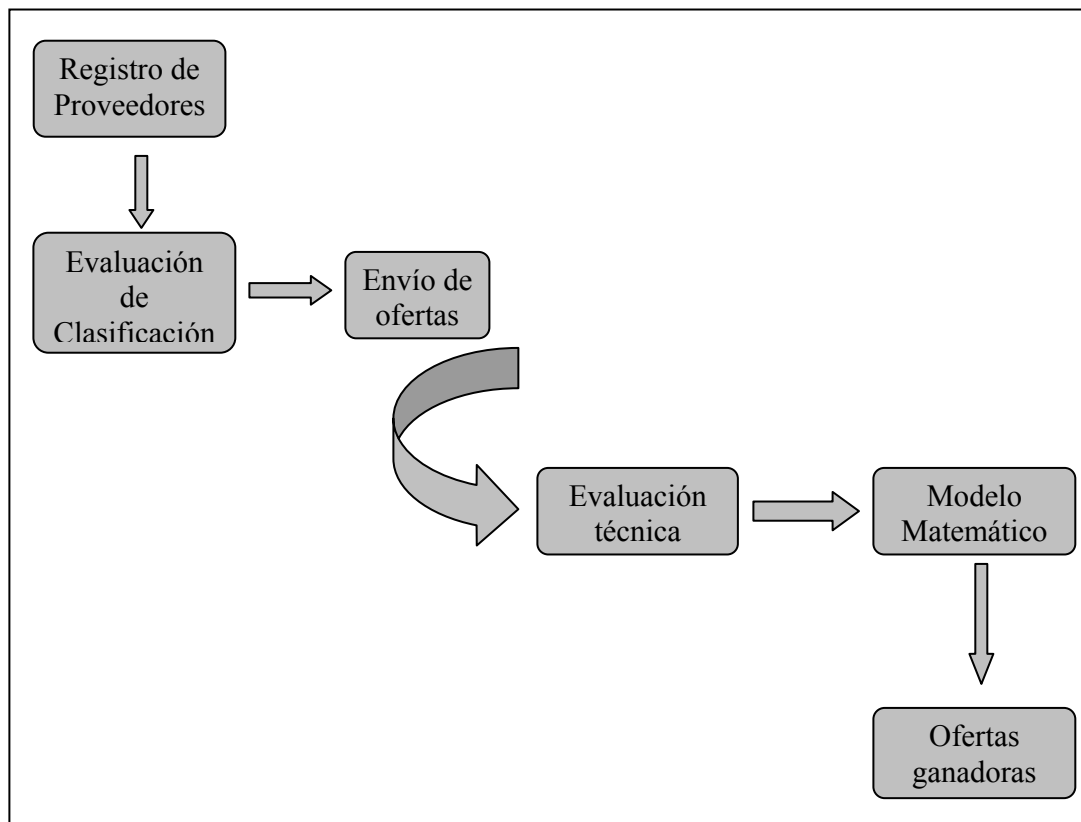 Registro de
Proveedores
Evaluación
de
Clasificación
Envío de
ofertas
Evaluación
técnica
Modelo
Matemático
Ofertas
ganadoras